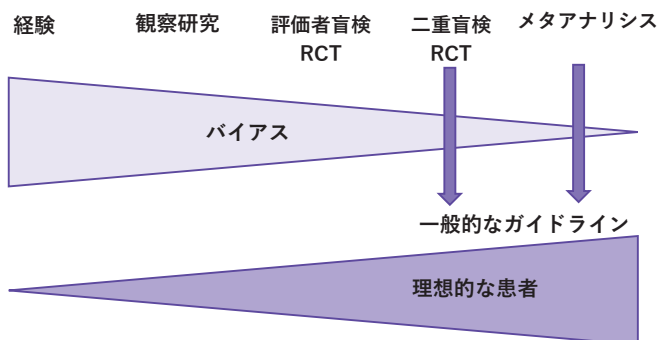 経験
観察研究
評価者盲検
RCT
二重盲検
RCT
メタアナリシス
バイアス
一般的なガイドライン
理想的な患者